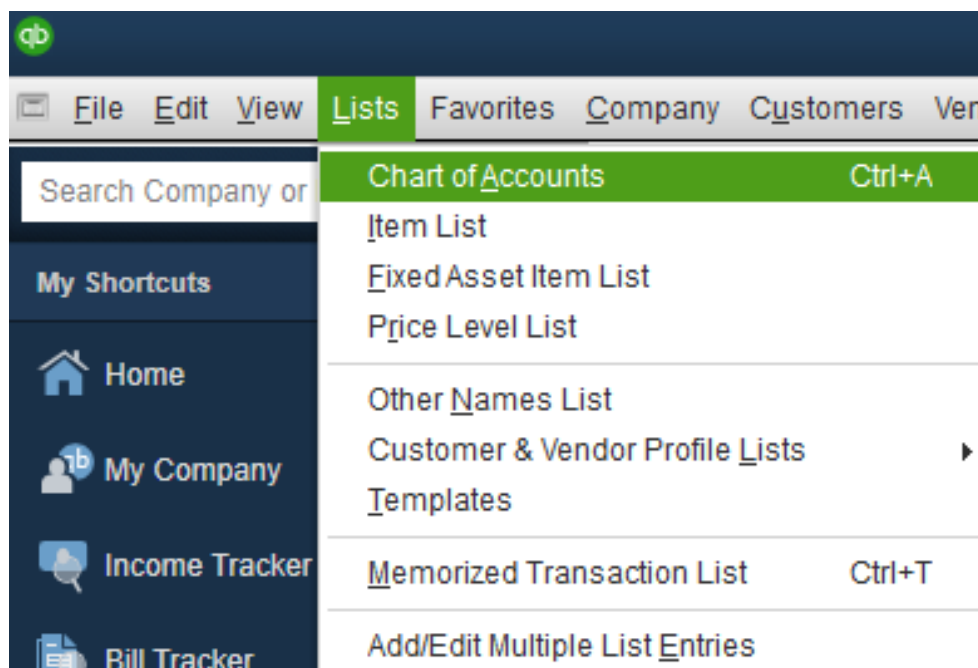 qb
File Edit View Lists Favorites Company Customers Ver
Search Company or
Chart of Accounts Ctrl+A
Item List
Fixed Asset Item List
Price Level List
Other Names List
Customer & Vendor Profile Lists
Templates
Memorized Transaction List Ctrl+T
Add/Edit Multiple List Entries
My Shortcuts
Home
My Company
Income Tracker
Bill Tracker